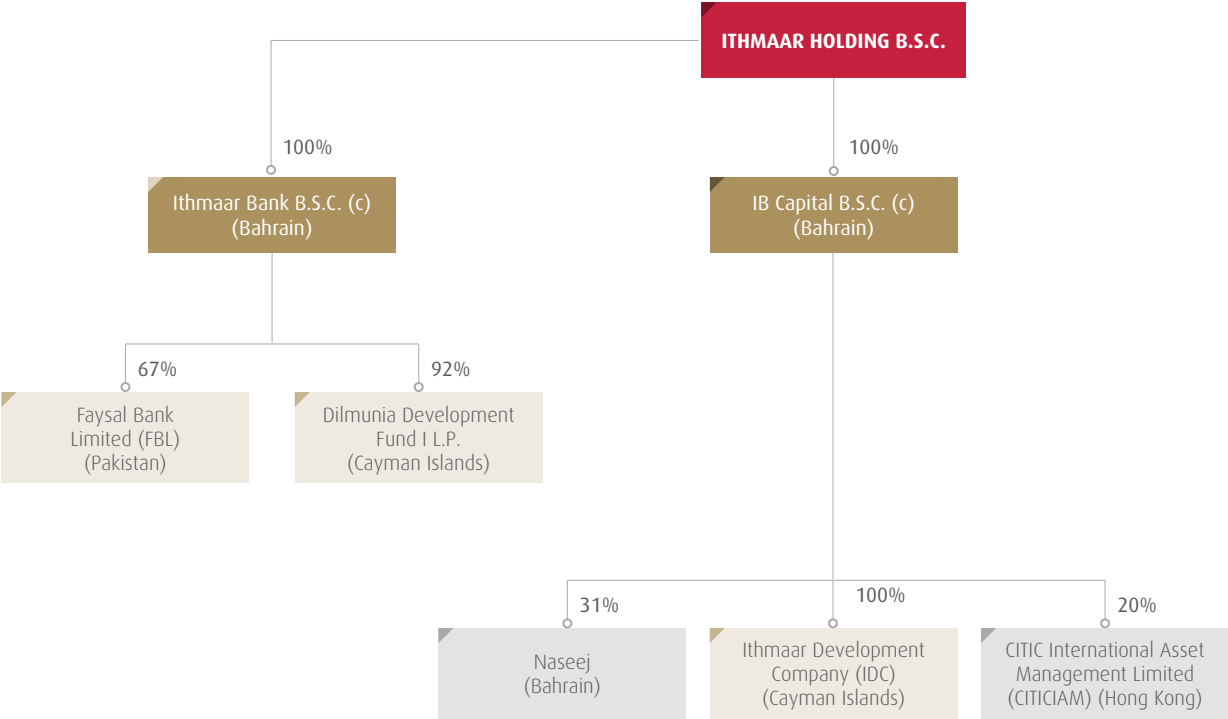 ITHMAAR HOLDING B.S.C.
100%
100%
Ithmaar Bank B.S.C. (c)
(Bahrain)
IB Capital B.S.C. (c)
(Bahrain)
67%
92%
Faysal Bank
Limited (FBL)
(Pakistan)
Dilmunia Development
Fund I L.P.
(Cayman Islands)
31%
100%
20%
Naseej
(Bahrain)
Ithmaar Development
Company (IDC)
(Cayman Islands)
CITIC International Asset
Management Limited
(CITICIAM) (Hong Kong)